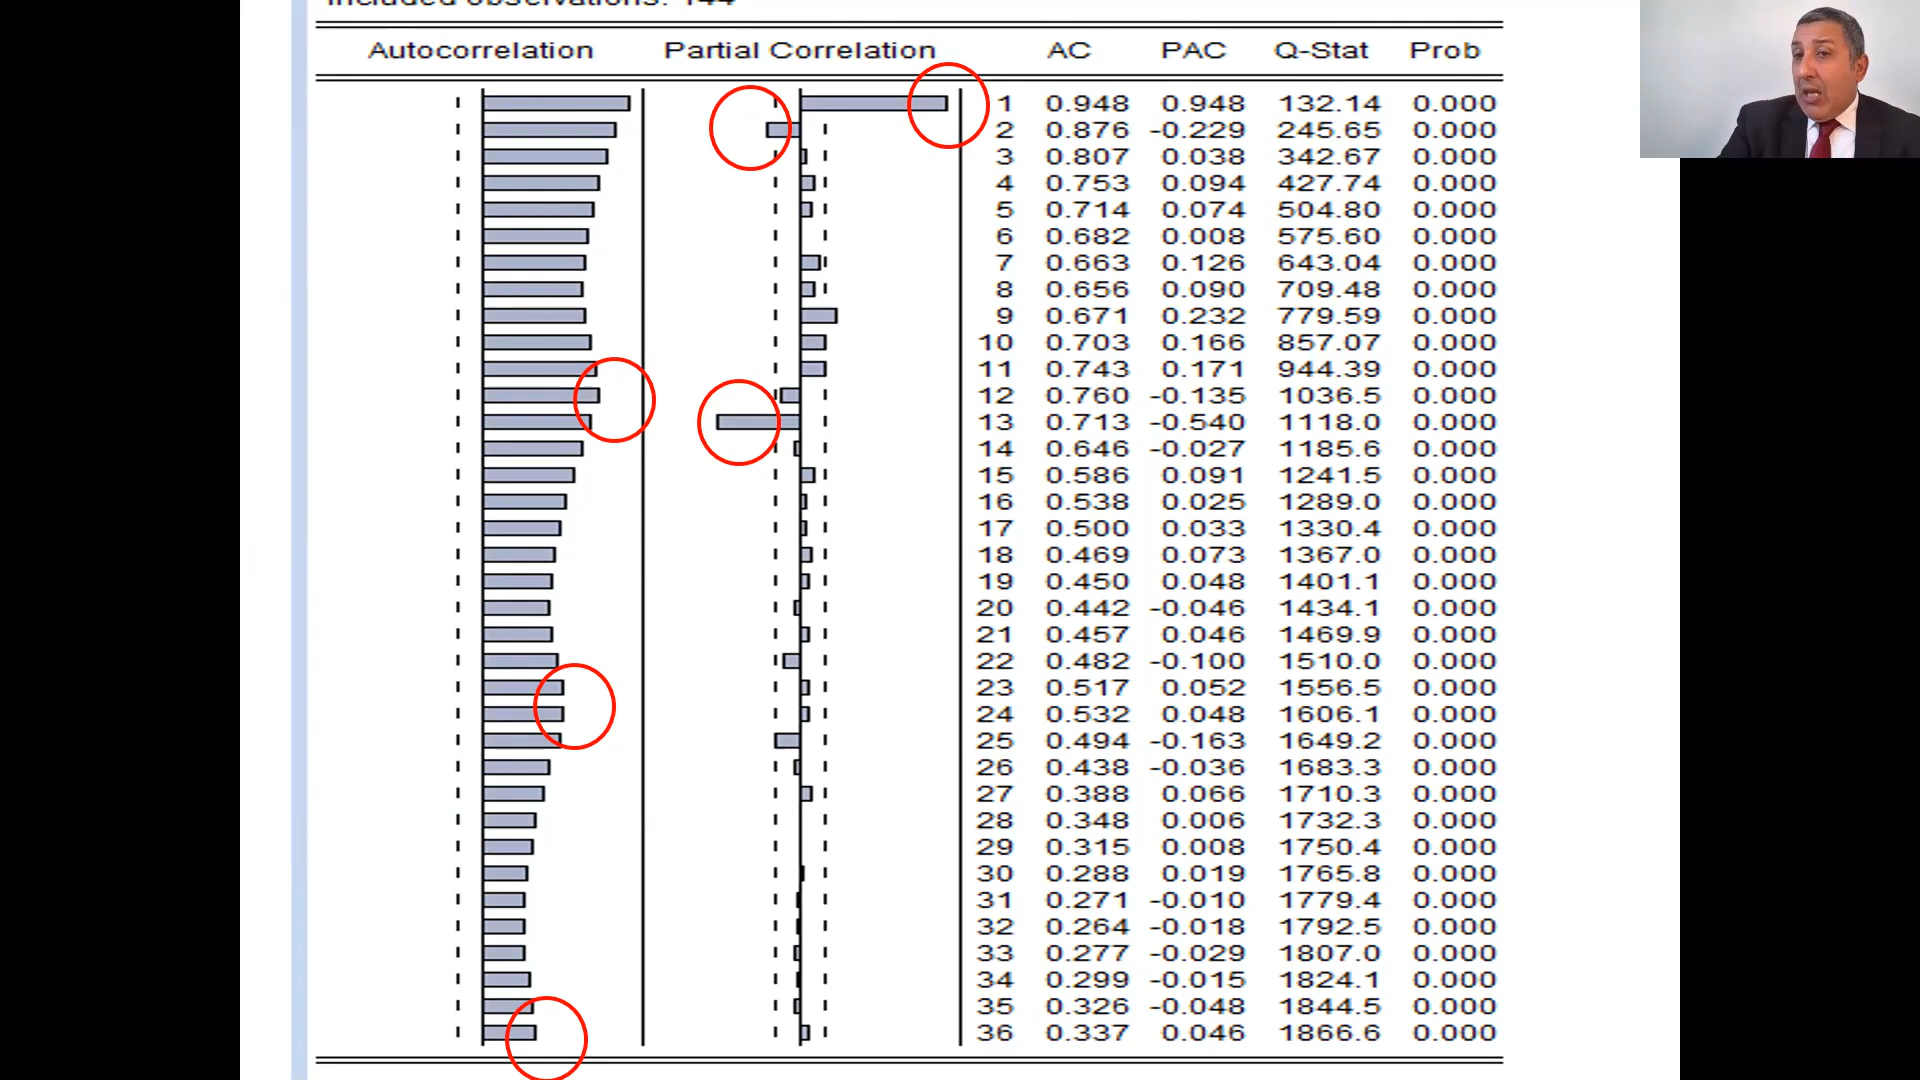 Included observations: 144
Autocorrelation Partial Correlation AC PAC Q-Stat Prob
1 0.948 0.948 132.14 0.000
2 0.876 -0.229 245.65 0.000
3 0.807 0.038 342.67 0.000
4 0.753 0.094 427.74 0.000
5 0.714 0.074 504.80 0.000
6 0.682 0.008 575.60 0.000
7 0.663 0.126 643.04 0.000
8 0.656 0.090 709.48 0.000
9 0.671 0.232 779.59 0.000
10 0.703 0.166 857.07 0.000
11 0.743 0.171 944.39 0.000
12 0.760 -0.135 1036.5 0.000
13 0.713 -0.540 1118.0 0.000
14 0.646 -0.027 1185.6 0.000
15 0.586 0.091 1241.5 0.000
16 0.538 0.025 1289.0 0.000
17 0.500 0.033 1330.4 0.000
18 0.469 0.073 1367.0 0.000
19 0.450 0.048 1401.1 0.000
20 0.442 -0.046 1434.1 0.000
21 0.457 0.046 1469.9 0.000
22 0.482 -0.100 1510.0 0.000
23 0.517 0.052 1556.5 0.000
24 0.532 0.048 1606.1 0.000
25 0.494 -0.163 1649.2 0.000
26 0.438 -0.036 1683.3 0.000
27 0.388 0.066 1710.3 0.000
28 0.348 0.006 1732.3 0.000
29 0.315 0.008 1750.4 0.000
30 0.288 0.019 1765.8 0.000
31 0.271 -0.010 1779.4 0.000
32 0.264 -0.018 1792.5 0.000
33 0.277 -0.029 1807.0 0.000
34 0.299 -0.015 1824.1 0.000
35 0.326 -0.048 1844.5 0.000
36 0.337 0.046 1866.6 0.000